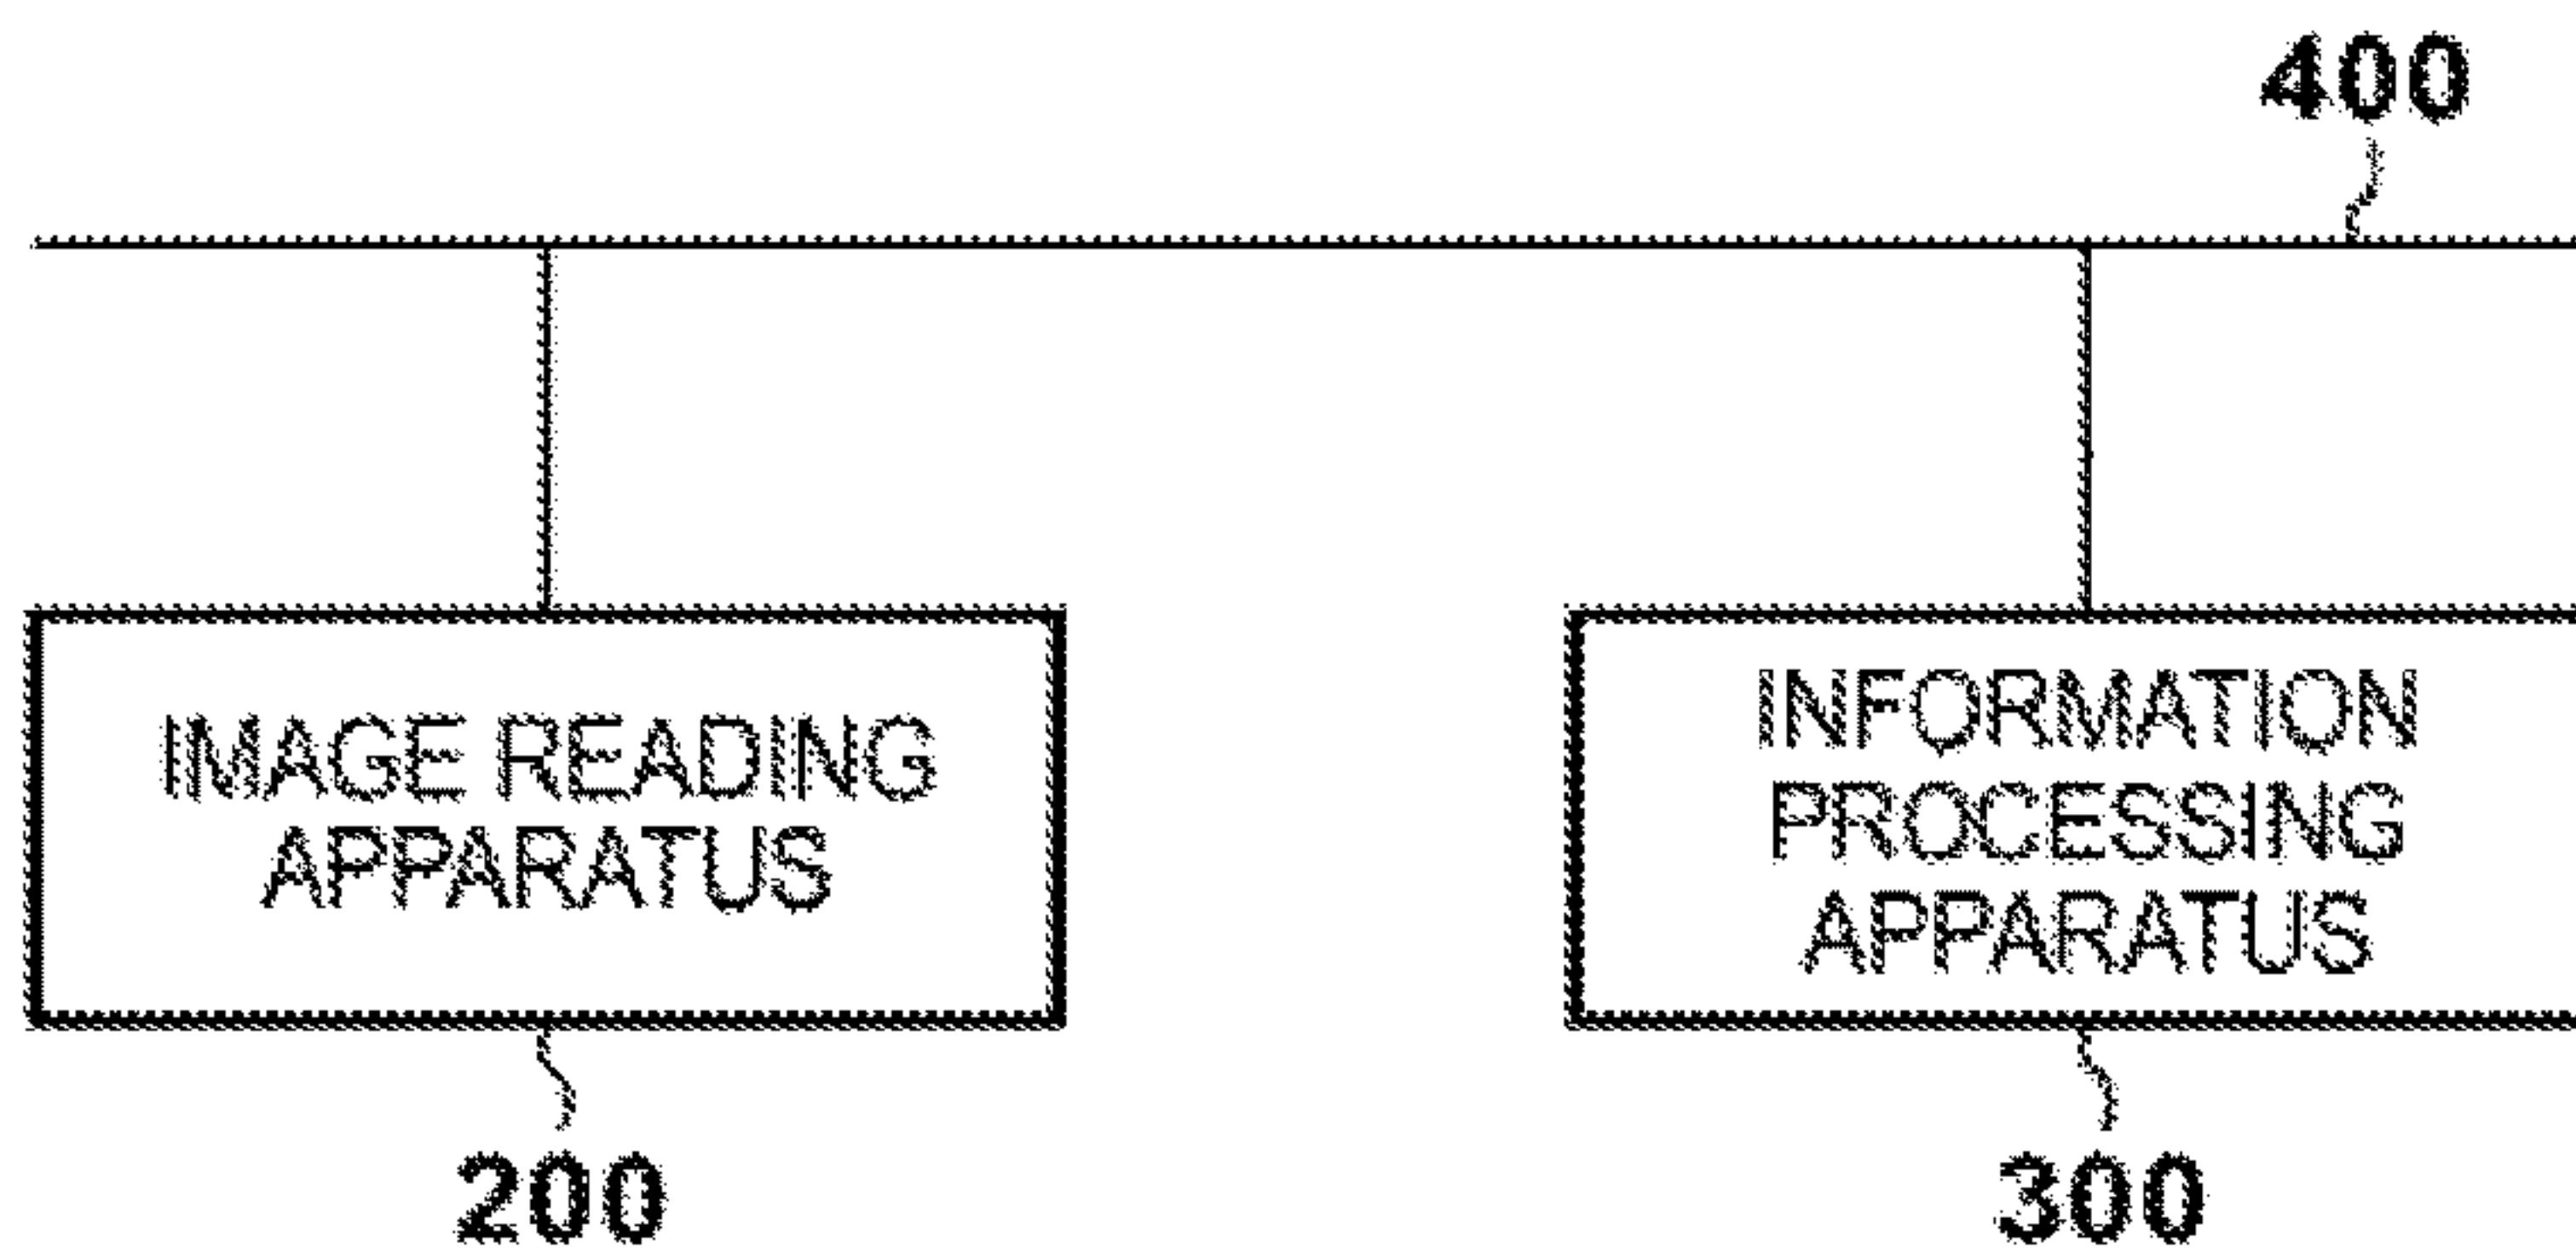 400
IMAGE READING
APPARATUS
INFORMATION
PROCESSING
APPARATUS
200
300